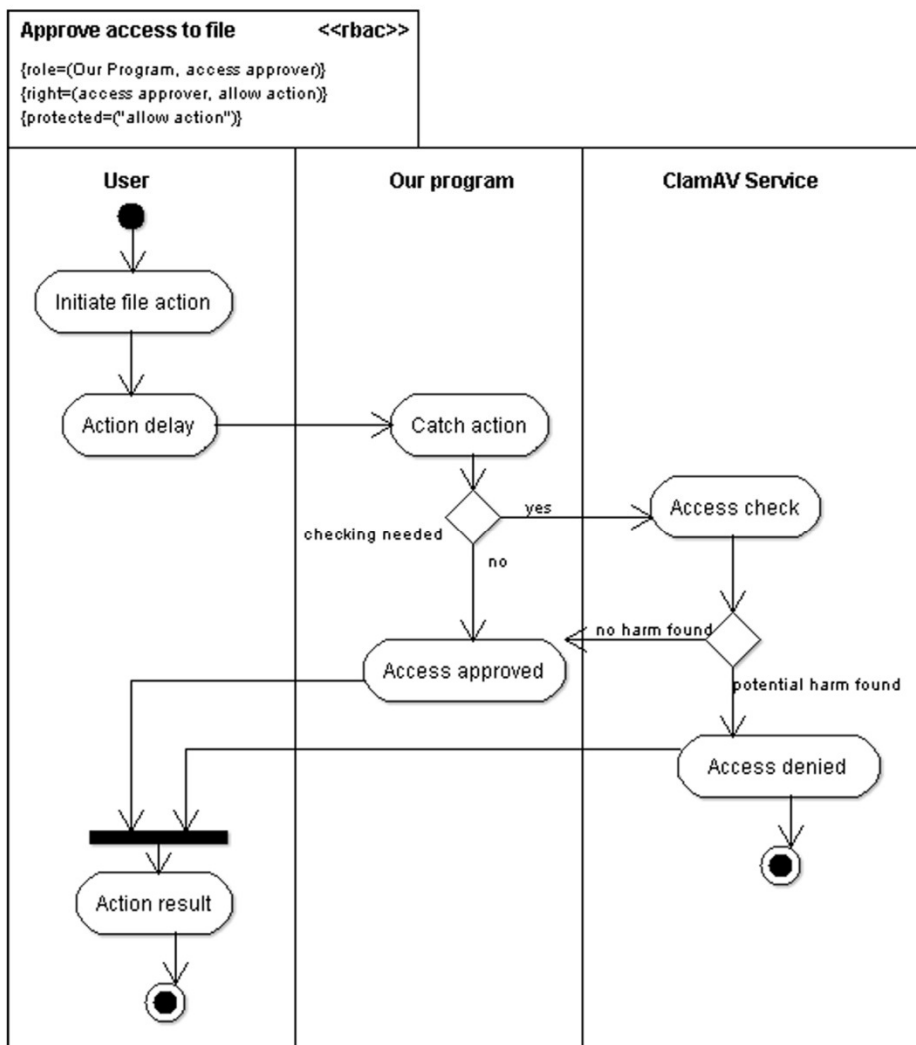 Approve access to file <<rbac>>
{role=(Our Program, access approver)}
{right=(access approver, allow action)}
{protected=("allow action")}
User
Our program
ClamAV Service
Initiate file action
Action delay
Catch action
checking needed
yes
Access check
no
no harm found
Access approved
potential harm found
Access denied
Action result